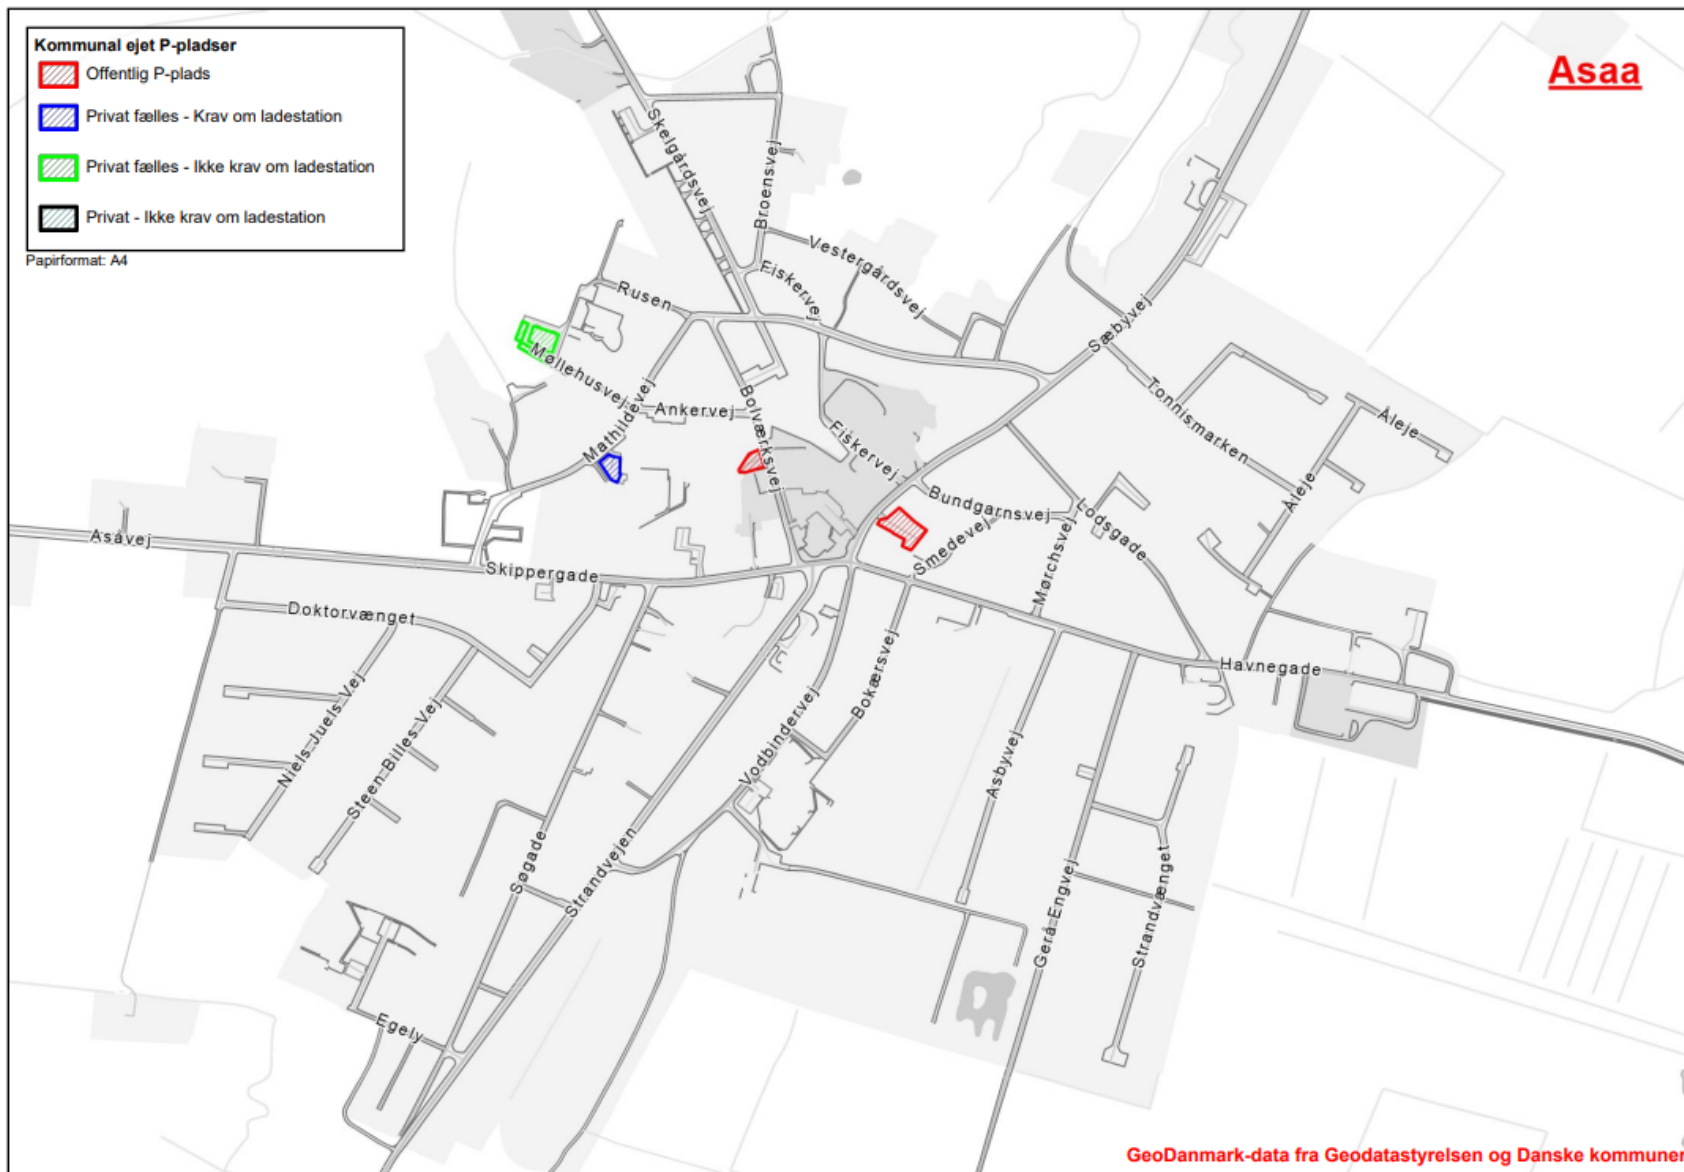 Kommunal ejet P-pladser
Offentlig P-plads
Privat fælles - Krav om ladestation
Privat fælles - Ikke krav om ladestation
Privat - Ikke krav om ladestation
Papirformat: A4
Asaa
Skelgårdsvej
Broensvej
Vestergårdsvej
Fiskervej
Rusen
Sæbyvej
Møllehusvej
Mathildevej
Ankervej
Bolværksvej
Fiskervej
Tonnismarken
Åleje
Åleje
Bundgarnsvej
Lodsgade
Smedevej
Mørchsvej
Asåvej
Skippergade
Doktorvænget
Havnegade
Niels Juels Vej
Steen Billes Vej
Bokærsvej
Vodbindervej
Asbyvej
Søgade
Strandvejen
Gerå Engvej
Strandvænget
Egely
GeoDanmark-data fra Geodatastyrelsen og Danske kommuner